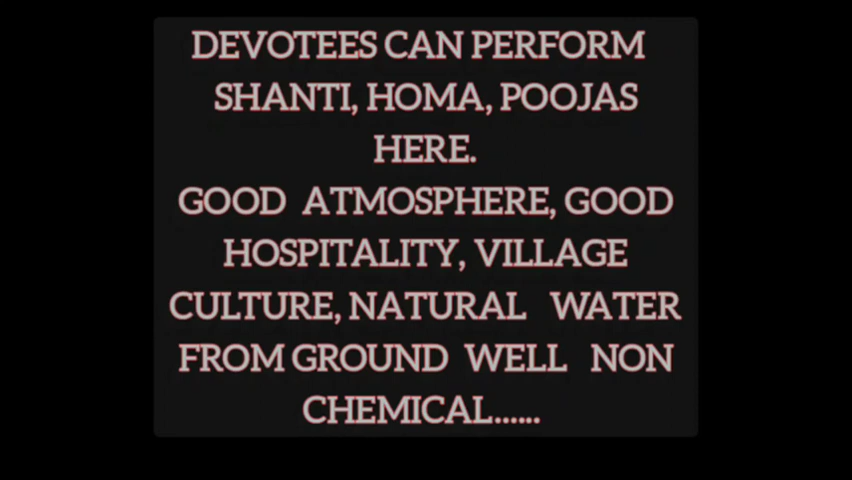 DEVOTEES CAN PERFORM
SHANTI, HOMA, POOJAS
HERE.
GOOD ATMOSPHERE, GOOD
HOSPITALITY, VILLAGE
CULTURE, NATURAL WATER
FROM GROUND WELL NON
CHEMICAL......